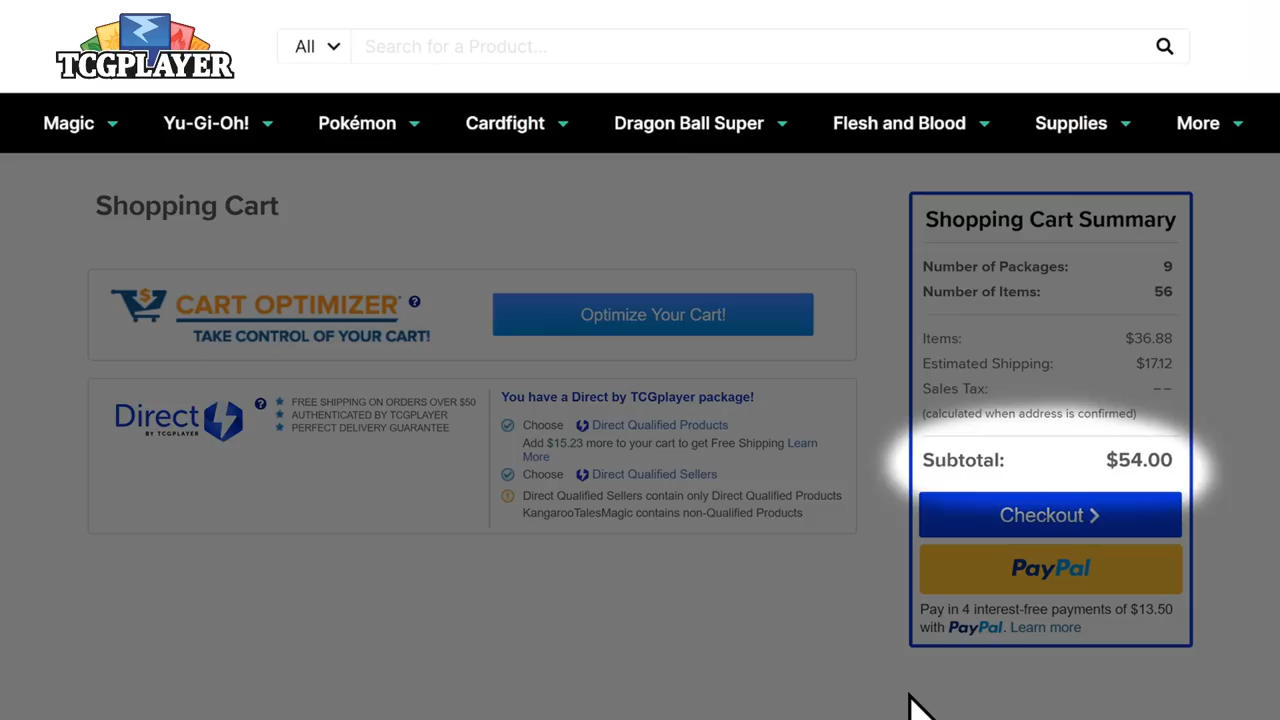 TCGPLAYER
All
Search for a Product...
Magic
Yu-Gi-Oh!
Pokémon
Cardfight
Dragon Ball Super
Flesh and Blood
Supplies
More
Shopping Cart
CART OPTIMIZER
TAKE CONTROL OF YOUR CART!
Optimize Your Cart!
Direct
BY TCGPLAYER
FREE SHIPPING ON ORDERS OVER $50
AUTHENTICATED BY TCGPLAYER
PERFECT DELIVERY GUARANTEE
You have a Direct by TCGplayer package!
Choose Direct Qualified Products
Add $15.23 more to your cart to get Free Shipping Learn
More
Choose Direct Qualified Sellers
Direct Qualified Sellers contain only Direct Qualified Products
KangarooTalesMagic contains non-Qualified Products
Shopping Cart Summary
Number of Packages: 9
Number of Items: 56
Items: $36.88
Estimated Shipping: $17.12
Sales Tax: --
(calculated when address is confirmed)
Subtotal: $54.00
Checkout
PayPal
Pay in 4 interest-free payments of $13.50
with PayPal. Learn more